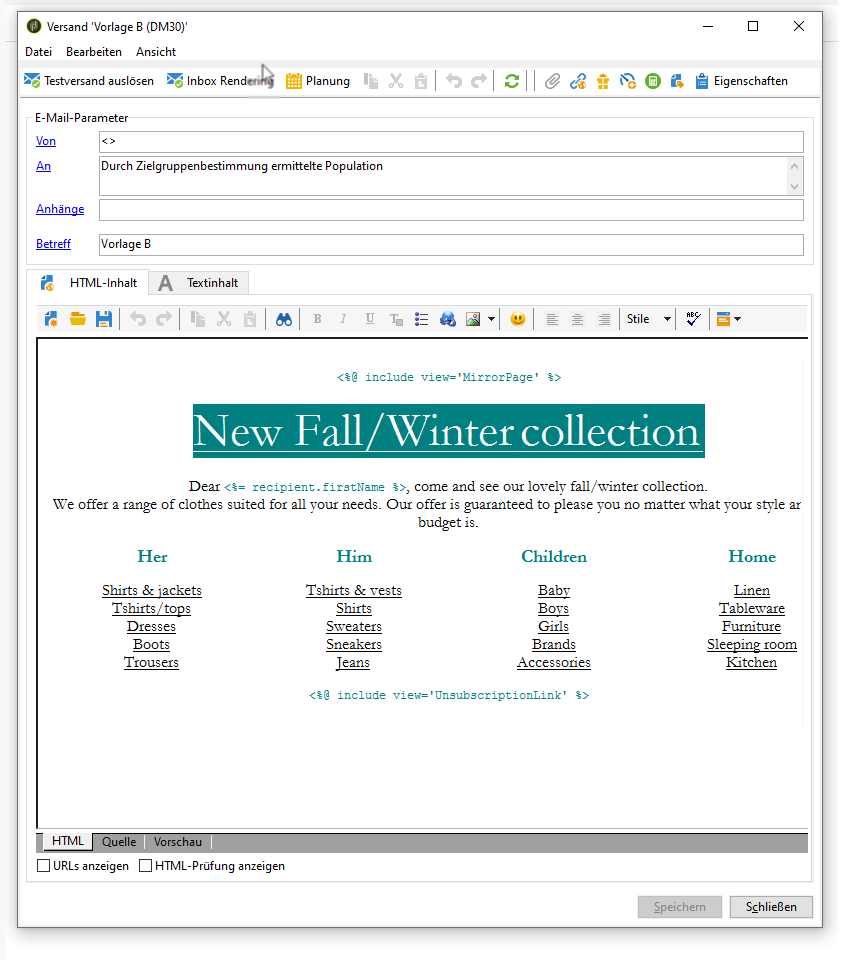 Versand 'Vorlage B (DM30)'
Datei Bearbeiten Ansicht
Testversand auslösen Inbox Rendering Planung Eigenschaften
E-Mail-Parameter
Von <>
An Durch Zielgruppenbestimmung ermittelte Population
Anhänge
Betreff Vorlage B
HTML-Inhalt A Textinhalt
B I U T Stile ABC
<%@ include view='MirrorPage' %>
New Fall/Winter collection
Dear <%= recipient.firstName %>, come and see our lovely fall/winter collection.
We offer a range of clothes suited for all your needs. Our offer is guaranteed to please you no matter what your style ar
budget is.
Her Him Children Home
Shirts & jackets Tshirts & vests Baby Linen
Tshirts/tops Shirts Boys Tableware
Dresses Sweaters Girls Furniture
Boots Sneakers Brands Sleeping room
Trousers Jeans Accessories Kitchen
<%@ include view='UnsubscriptionLink' %>
HTML Quelle Vorschau
URLs anzeigen HTML-Prüfung anzeigen
Speichern Schließen